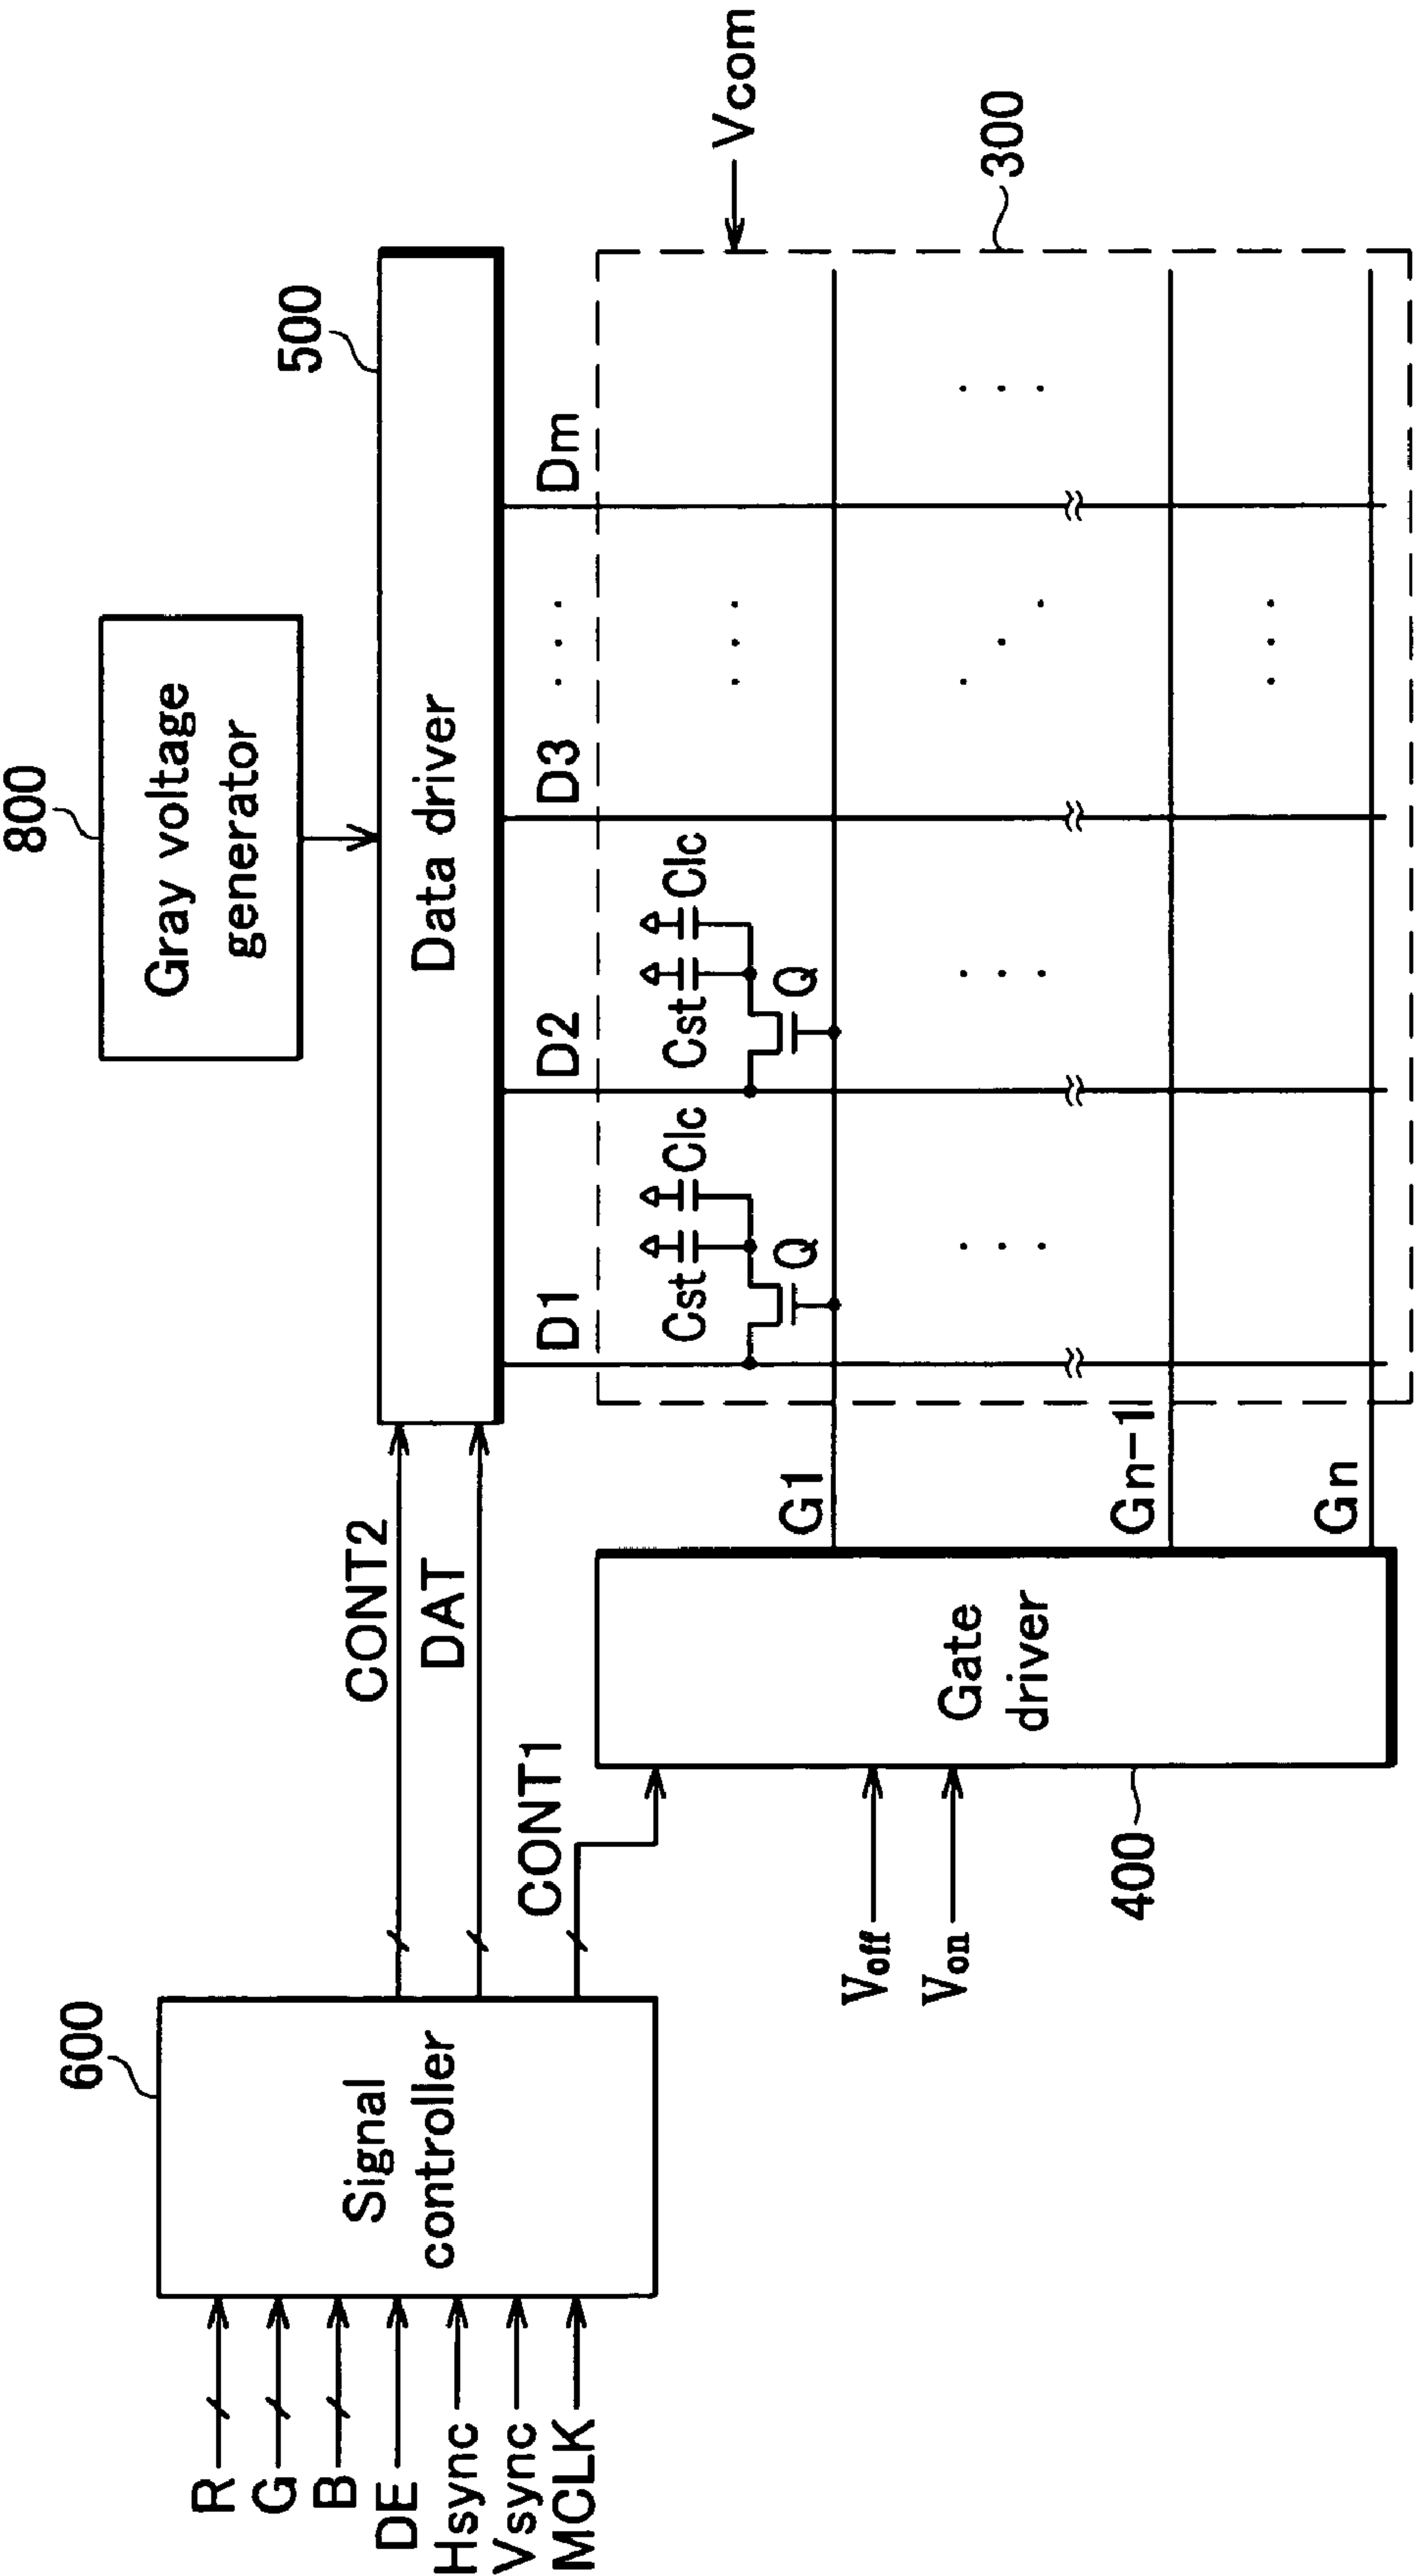 800
Gray voltage
generator
600
500
R
G
B
DE
Hsync
Vsync
MCLK
Signal
controller
CONT2
DAT
CONT1
Data driver
D1
D2
D3
Dm
Vcom
Cst
Clc
Q
Cst
Clc
Q
300
Voff
Von
Gate
driver
400
G1
Gn-1
Gn